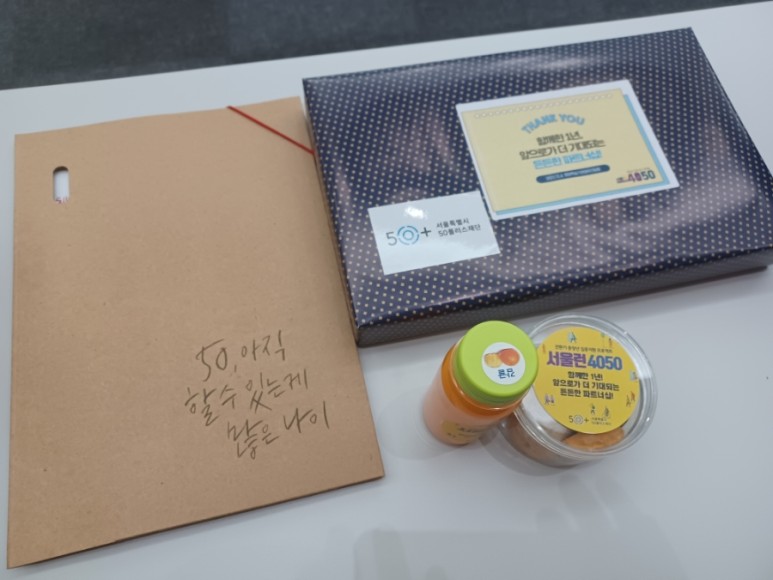 50, 아직
할 수 있는게
많은 나이
THANK YOU
함께한 1년,
앞으로가 더 기대되는
든든한 파트너십!
4050
50+
서울특별시
50플러스재단
서울런4050
함께한 1년!
앞으로가 더 기대되는
든든한 파트너십!
50+